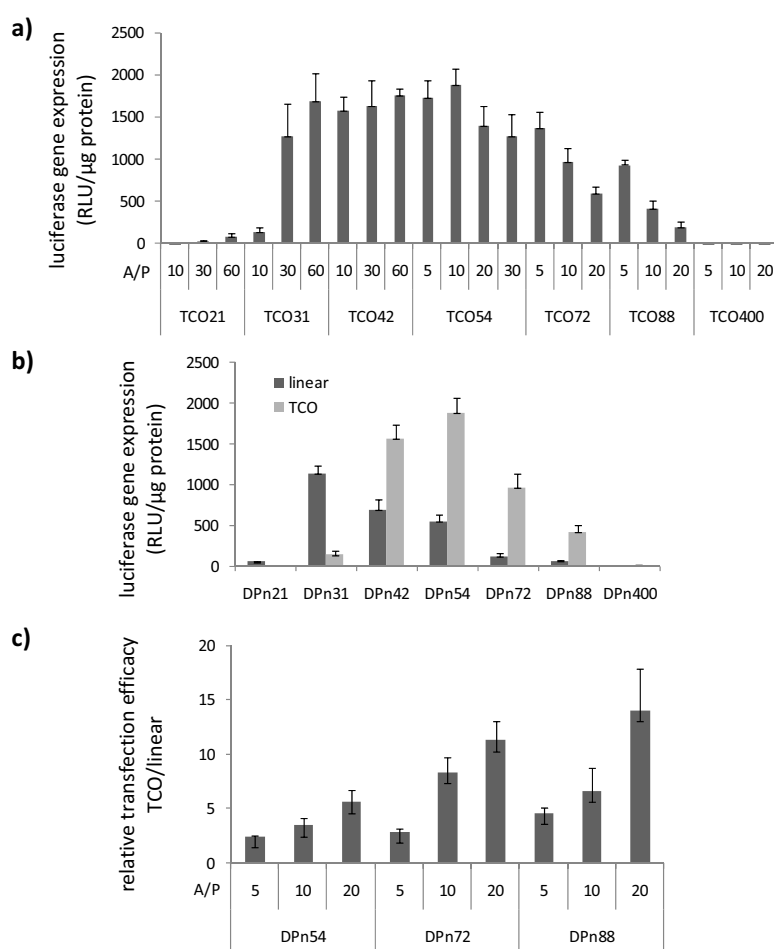 a)
luciferase gene expression
(RLU/µg protein)
2500
2000
1500
1000
500
0
A/P 10 30 60 10 30 60 10 30 60 5 10 20 30 5 10 20 5 10 20 5 10 20
TCO21 TCO31 TCO42 TCO54 TCO72 TCO88 TCO400
b)
luciferase gene expression
(RLU/µg protein)
2500
2000
1500
1000
500
0
linear
TCO
DPn21 DPn31 DPn42 DPn54 DPn72 DPn88 DPn400
c)
relative transfection efficacy
TCO/linear
20
15
10
5
0
A/P 5 10 20 5 10 20 5 10 20
DPn54 DPn72 DPn88